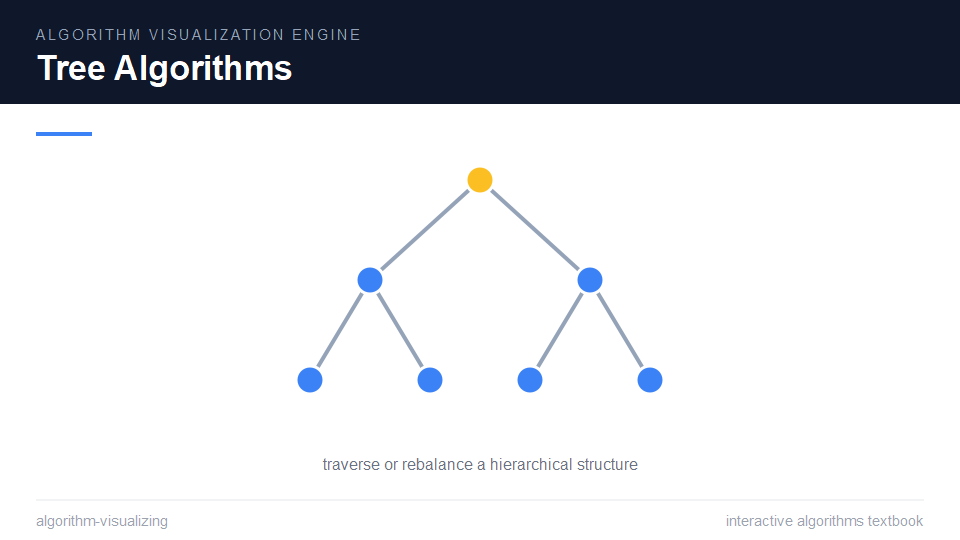 ALGORITHM VISUALIZATION ENGINE
Tree Algorithms
traverse or rebalance a hierarchical structure
algorithm-visualizing
interactive algorithms textbook